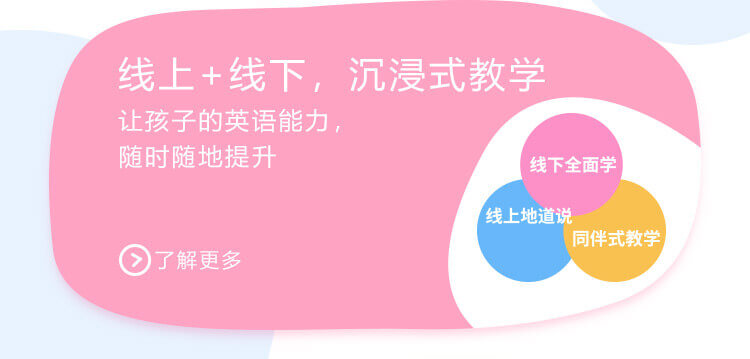 线上+线下，沉浸式教学
让孩子的英语能力，
随时随地提升
线下全面学
线上地道说
同伴式教学
了解更多